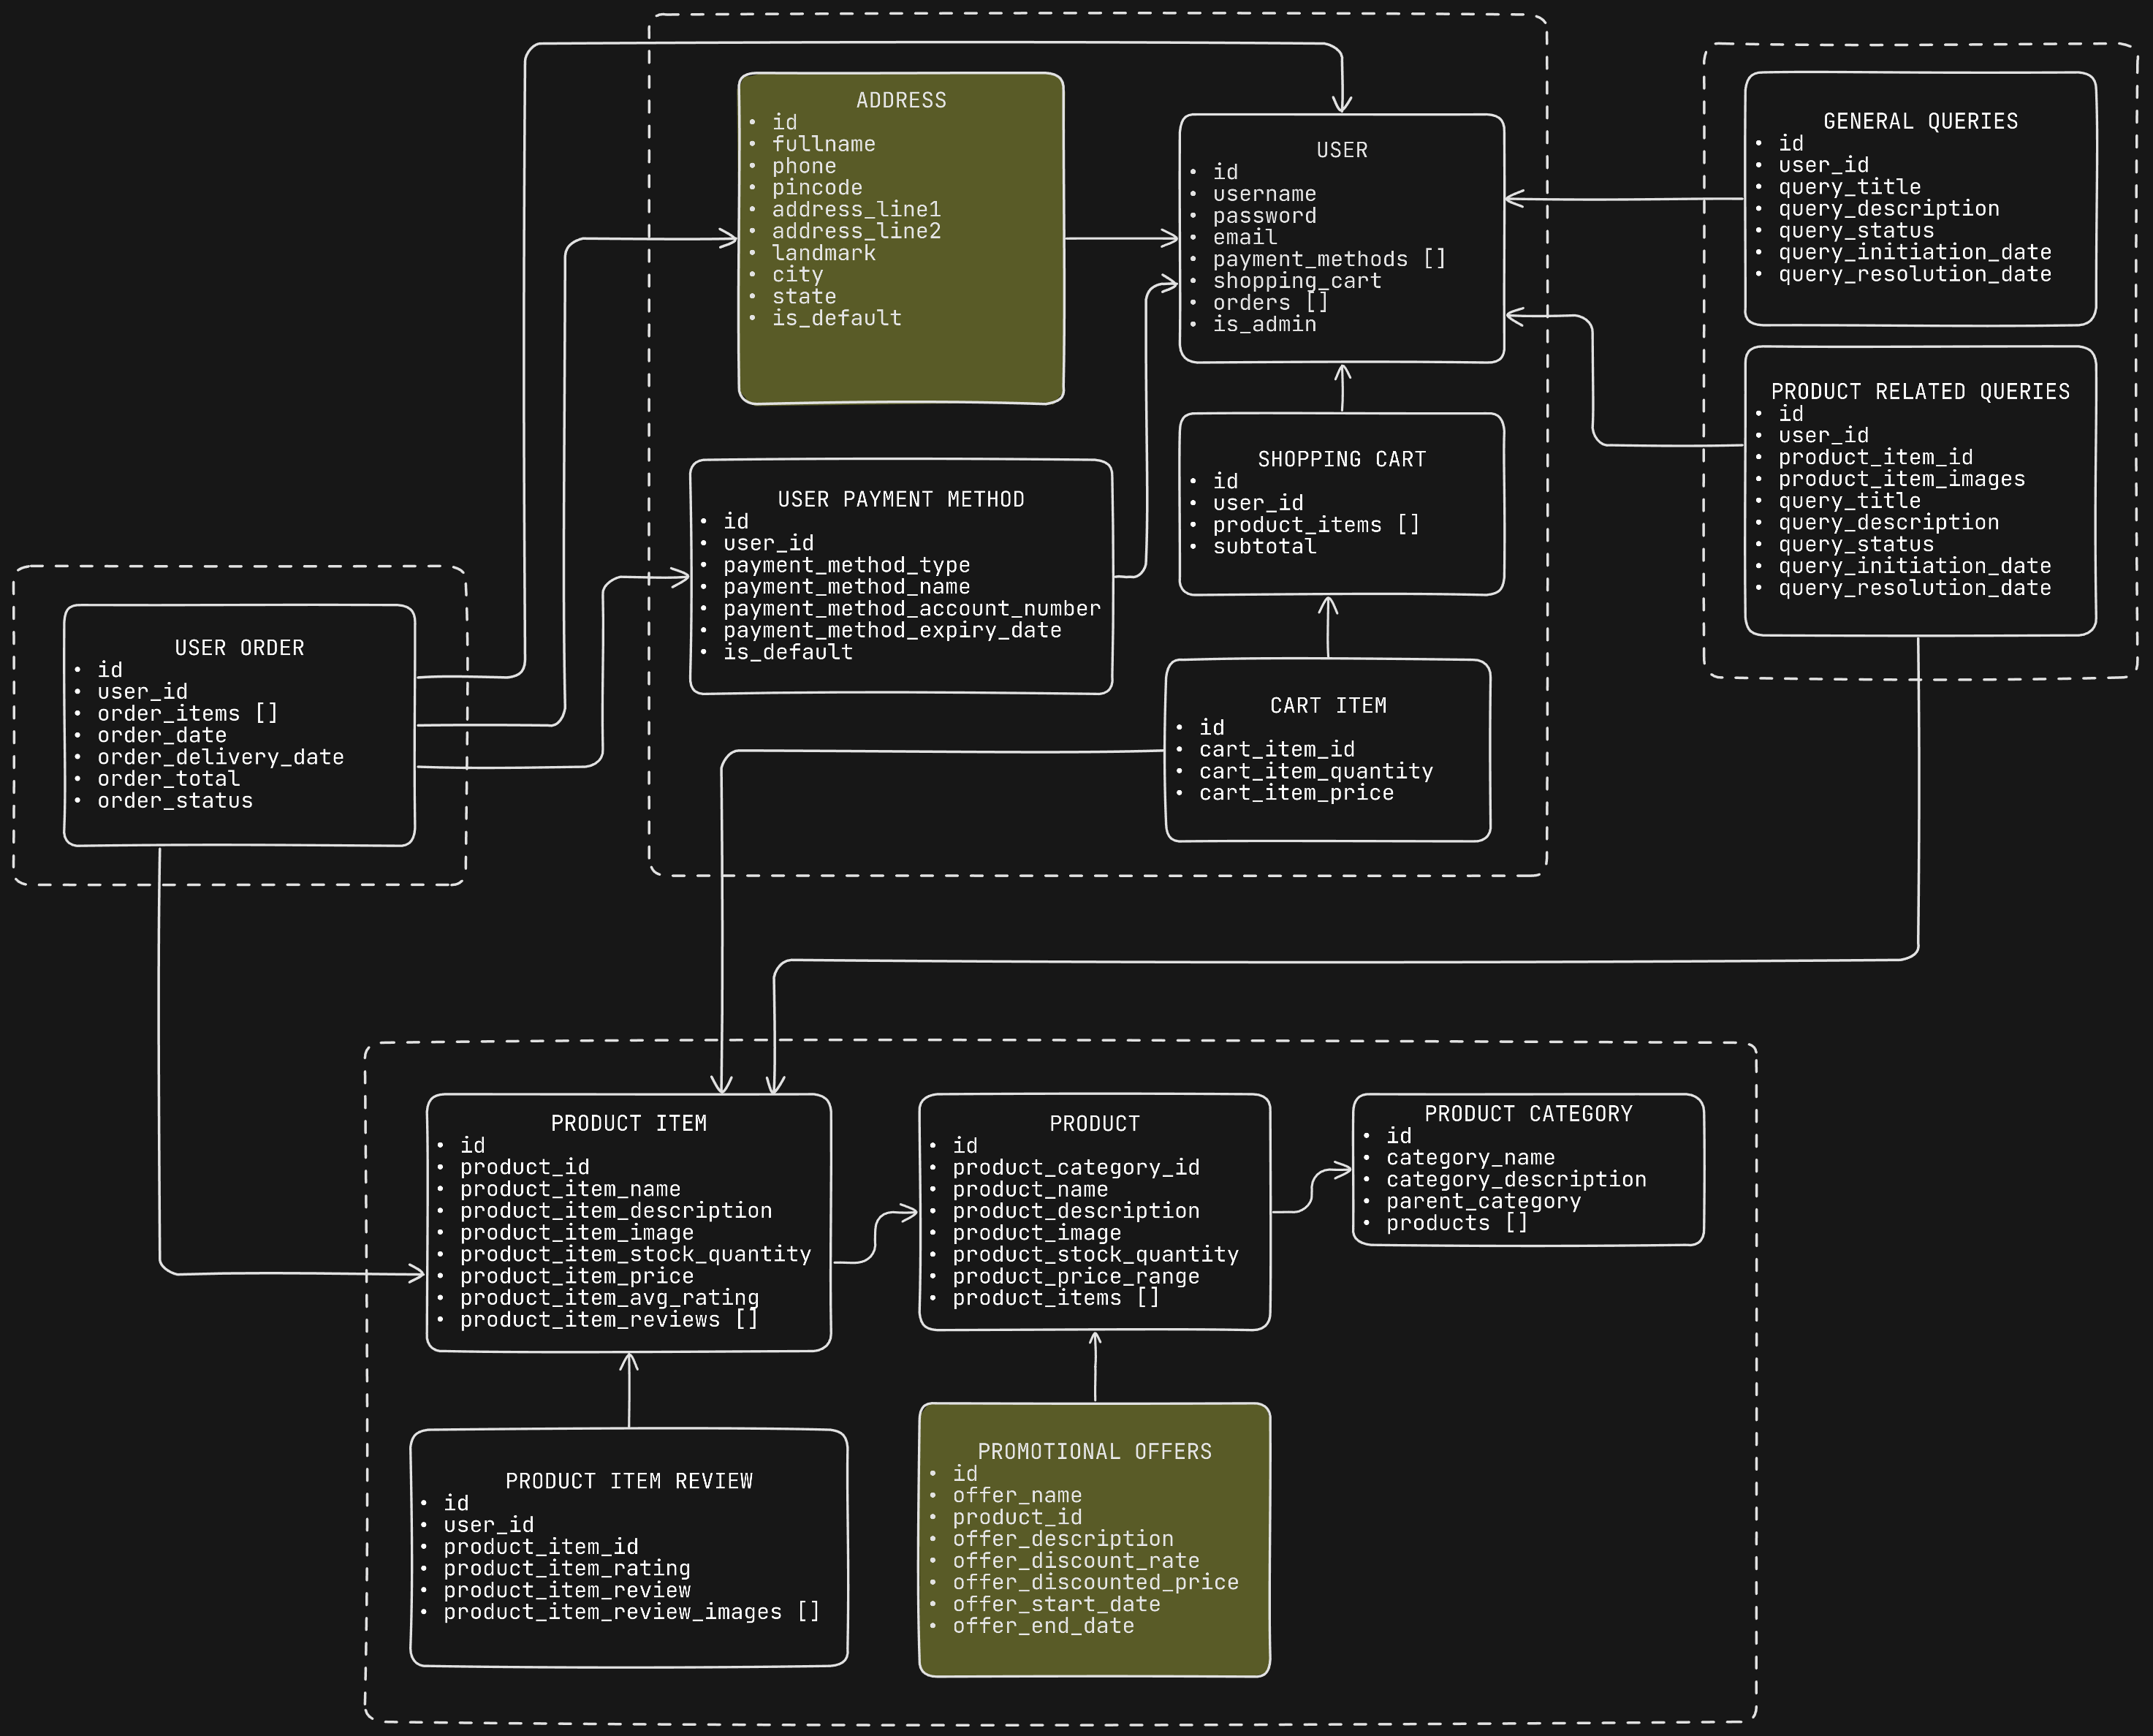 ADDRESS
• id
• fullname
• phone
• pincode
• address_line1
• address_line2
• landmark
• city
• state
• is_default
USER
• id
• username
• password
• email
• payment_methods []
• shopping_cart
• orders []
• is_admin
GENERAL QUERIES
• id
• user_id
• query_title
• query_description
• query_status
• query_initiation_date
• query_resolution_date
PRODUCT RELATED QUERIES
• id
• user_id
• product_item_id
• product_item_images
• query_title
• query_description
• query_status
• query_initiation_date
• query_resolution_date
USER PAYMENT METHOD
• id
• user_id
• payment_method_type
• payment_method_name
• payment_method_account_number
• payment_method_expiry_date
• is_default
SHOPPING CART
• id
• user_id
• product_items []
• subtotal
USER ORDER
• id
• user_id
• order_items []
• order_date
• order_delivery_date
• order_total
• order_status
CART ITEM
• id
• cart_item_id
• cart_item_quantity
• cart_item_price
PRODUCT ITEM
• id
• product_id
• product_item_name
• product_item_description
• product_item_image
• product_item_stock_quantity
• product_item_price
• product_item_avg_rating
• product_item_reviews []
PRODUCT
• id
• product_category_id
• product_name
• product_description
• product_image
• product_stock_quantity
• product_price_range
• product_items []
PRODUCT CATEGORY
• id
• category_name
• category_description
• parent_category
• products []
PRODUCT ITEM REVIEW
• id
• user_id
• product_item_id
• product_item_rating
• product_item_review
• product_item_review_images []
PROMOTIONAL OFFERS
• id
• offer_name
• product_id
• offer_description
• offer_discount_rate
• offer_discounted_price
• offer_start_date
• offer_end_date